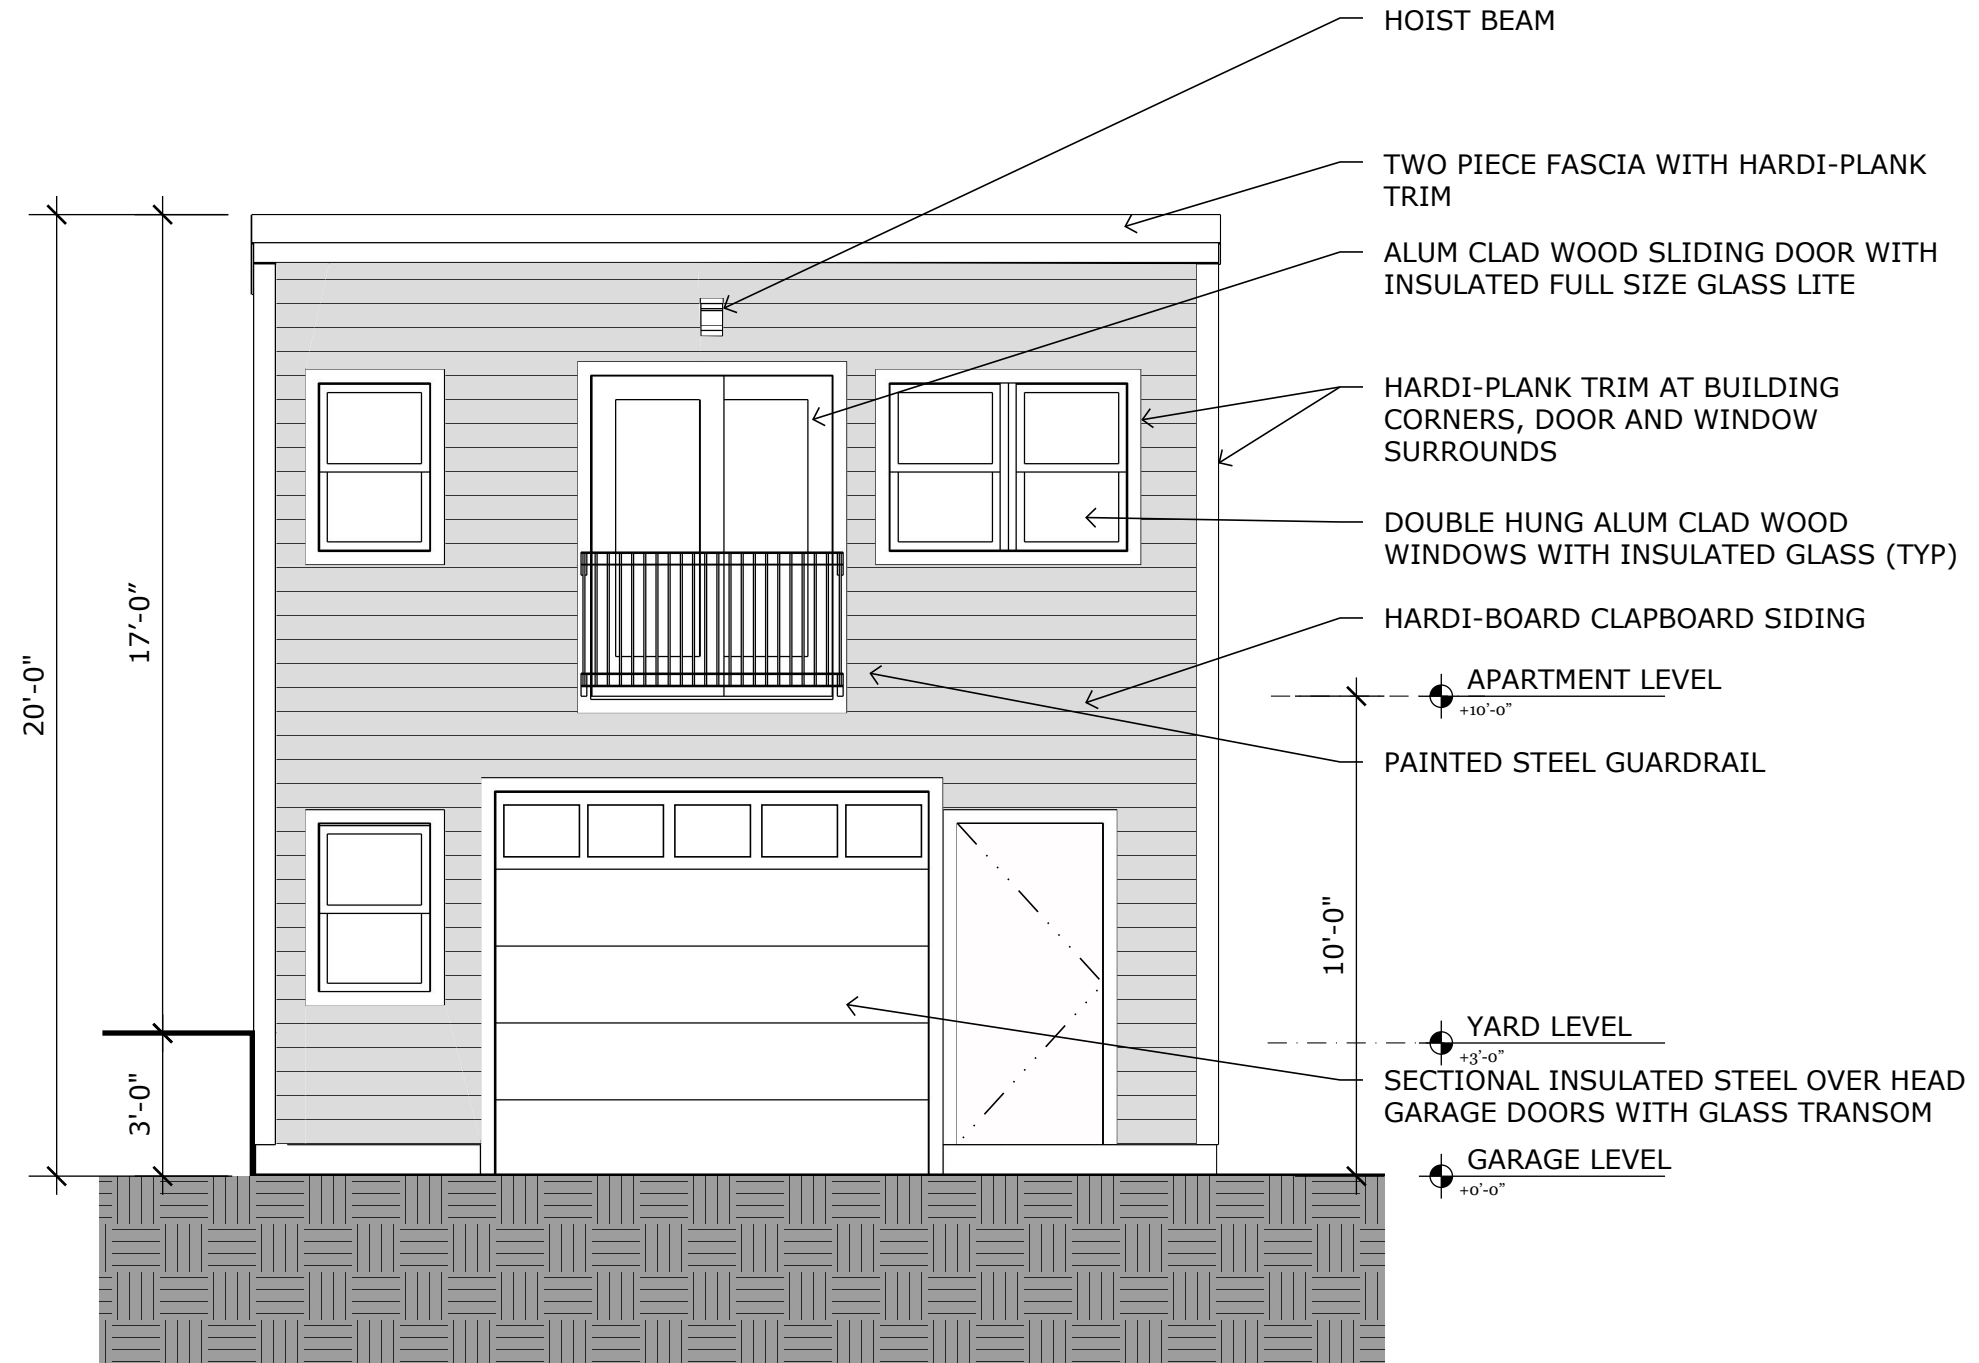 HOIST BEAM
TWO PIECE FASCIA WITH HARDI-PLANK
TRIM
ALUM CLAD WOOD SLIDING DOOR WITH
INSULATED FULL SIZE GLASS LITE
HARDI-PLANK TRIM AT BUILDING
CORNERS, DOOR AND WINDOW
SURROUNDS
DOUBLE HUNG ALUM CLAD WOOD
WINDOWS WITH INSULATED GLASS (TYP)
HARDI-BOARD CLAPBOARD SIDING
APARTMENT LEVEL
+10’-0”
PAINTED STEEL GUARDRAIL
YARD LEVEL
+3’-0”
SECTIONAL INSULATED STEEL OVER HEAD
GARAGE DOORS WITH GLASS TRANSOM
GARAGE LEVEL
+0’-0”
20'-0"
17’-0”
3'-0"
10'-0"